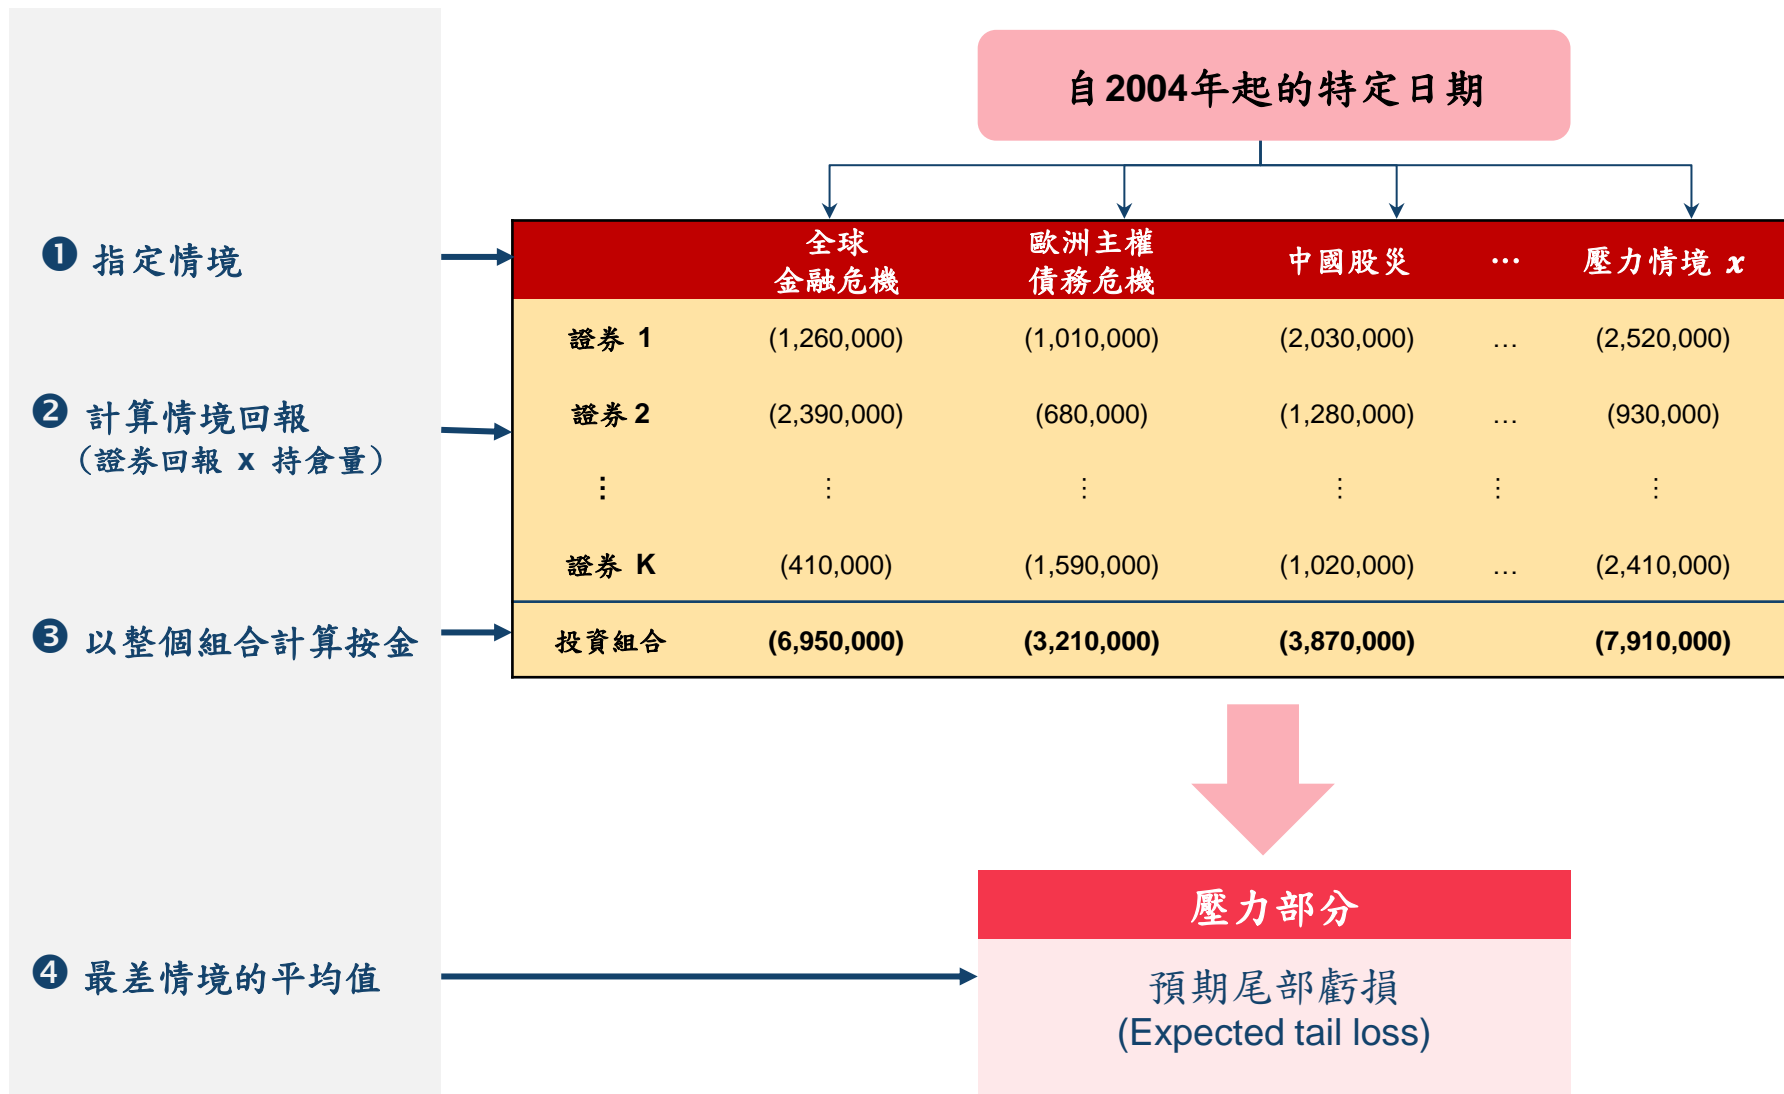 自2004年起的特定日期
❶ 指定情境
全球
金融危機
歐洲主權
債務危機
中國股災
…
壓力情境 x
證券 1 (1,260,000) (1,010,000) (2,030,000) … (2,520,000)
❷ 計算情境回報
（證券回報 x 持倉量）
證券 2 (2,390,000) (680,000) (1,280,000) … (930,000)
⋮ ⋮ ⋮ ⋮ ⋮ ⋮
證券 K (410,000) (1,590,000) (1,020,000) … (2,410,000)
❸ 以整個組合計算按金
投資組合 (6,950,000) (3,210,000) (3,870,000) (7,910,000)
壓力部分
❹ 最差情境的平均值
預期尾部虧損
(Expected tail loss)